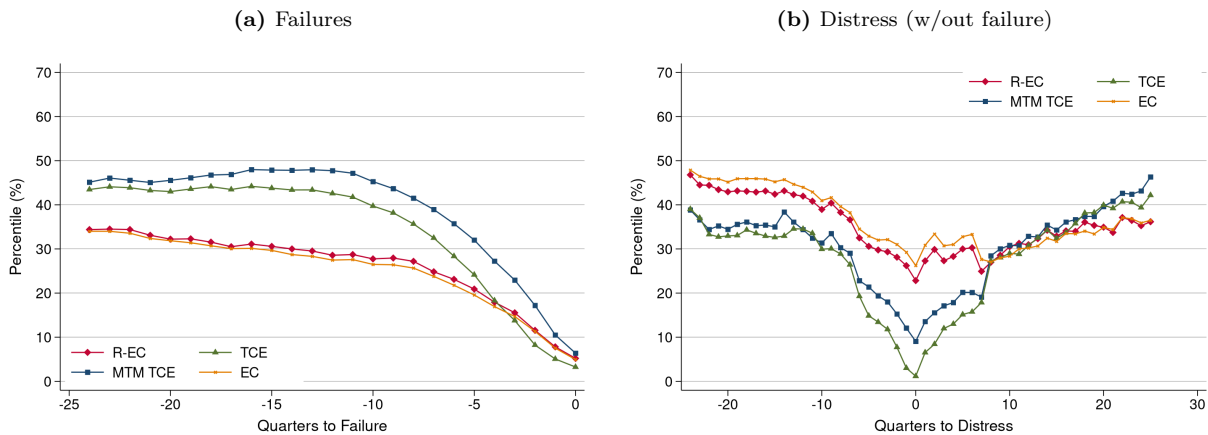 (a) Failures
Percentile (%)
70
60
50
40
30
20
10
0
R-EC
TCE
MTM TCE
EC
-25 -20 -15 -10 -5 0
Quarters to Failure
(b) Distress (w/out failure)
Percentile (%)
70
60
50
40
30
20
10
0
R-EC
TCE
MTM TCE
EC
-20 -10 0 10 20 30
Quarters to Distress